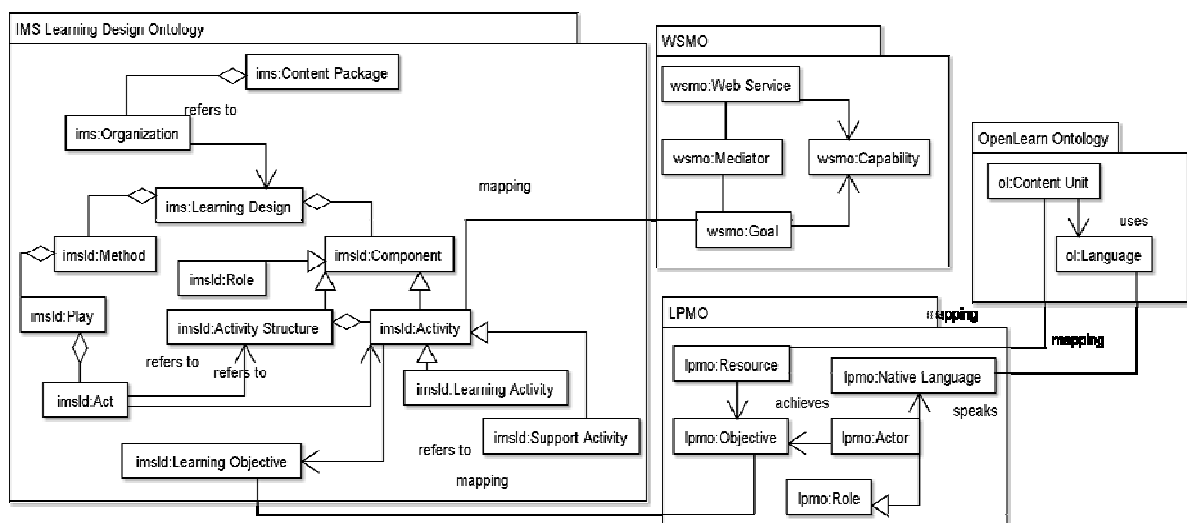 IMS Learning Design Ontology
ims:Content Package
refers to
ims:Organization
ims:Learning Design
imsld:Method
imsld:Component
imsld:Role
imsld:Play
imsld:Activity Structure
imsld:Activity
refers to
refers to
imsld:Act
imsld.Learning Activity
imsld:Support Activity
refers to
imsld:Learning Objective
mapping
mapping
WSMO
wsmo:Web Service
wsmo:Mediator
wsmo:Capability
wsmo:Goal
OpenLearn Ontology
ol:Content Unit
uses
ol:Language
LPMO
mapping
mapping
lpmo:Resource
lpmo:Native Language
achieves
speaks
lpmo:Objective
lpmo:Actor
lpmo:Role